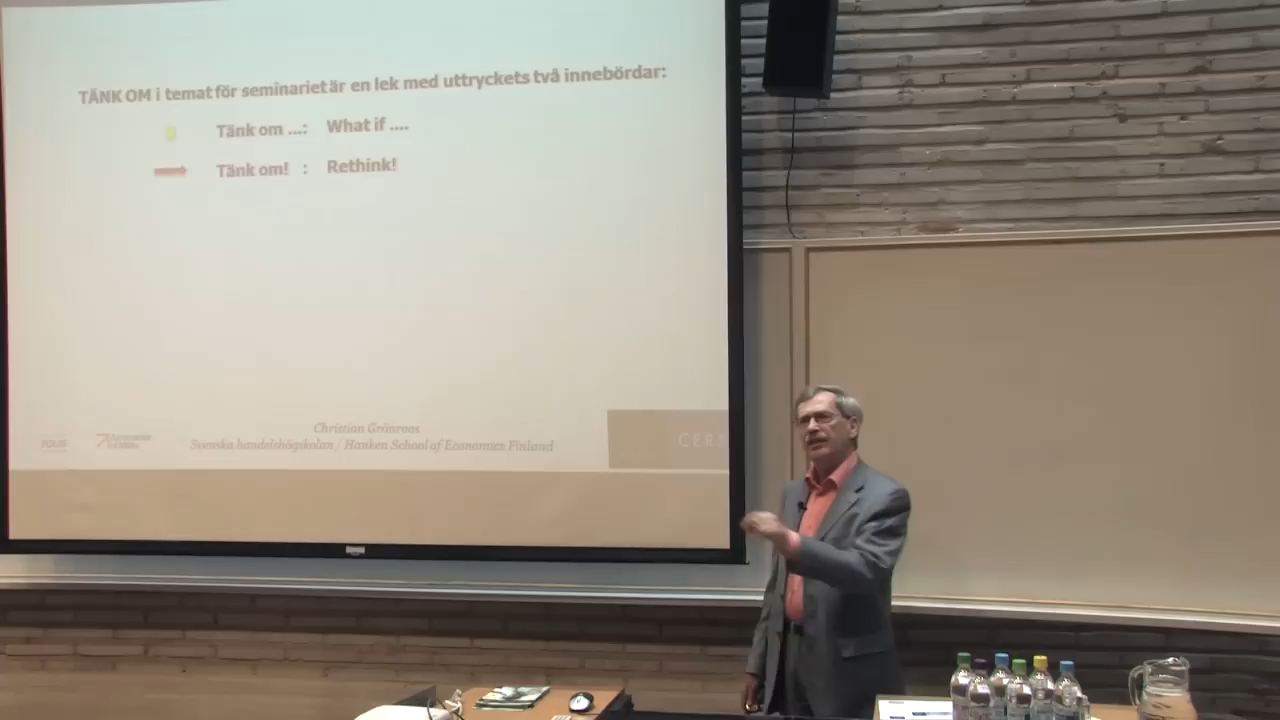 TÄNK OM i temat för seminariet är en lek med uttryckets två innebördar:
Tänk om ...: What if ....
Tänk om! : Rethink!
Christian Grönroos
Svenska handelshögskolan / Hanken School of Economics Finland
CER